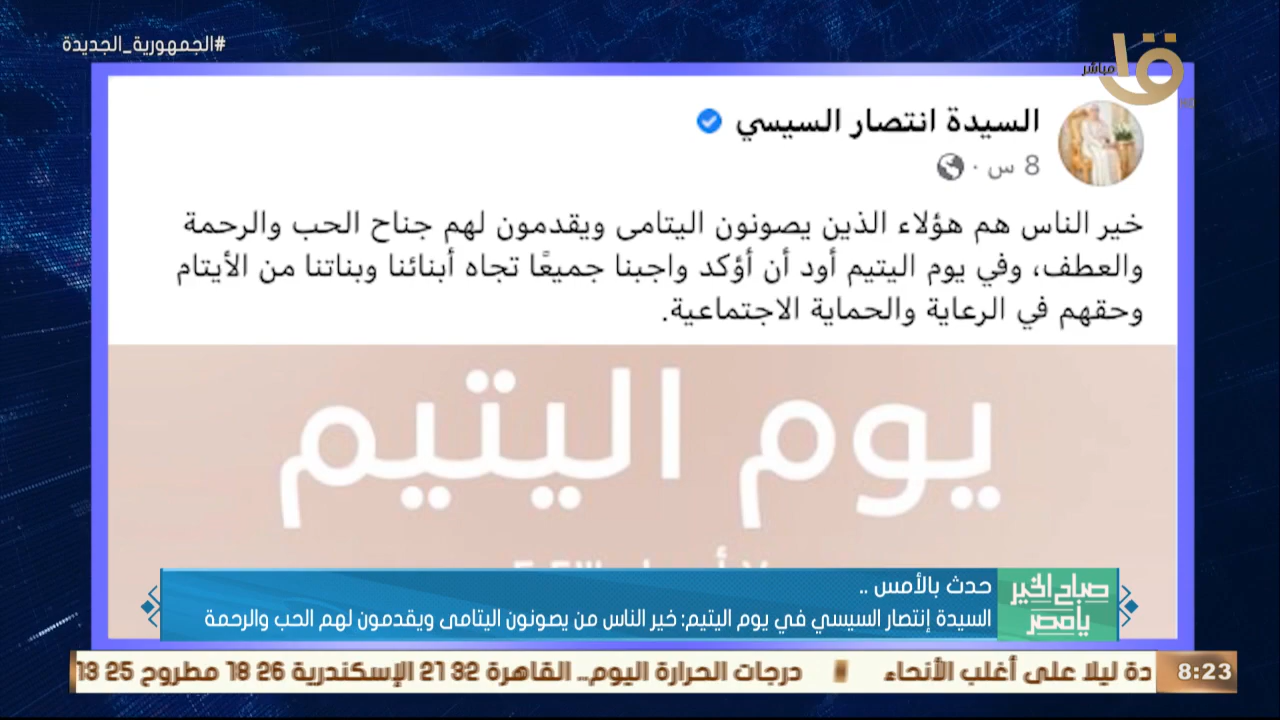 #الجمهورية_الجديدة
مباشر
السيدة انتصار السيسي
8 س ·
خير الناس هم هؤلاء الذين يصونون اليتامى ويقدمون لهم جناح الحب والرحمة
والعطف، وفي يوم اليتيم أود أن أؤكد واجبنا جميعًا تجاه أبنائنا وبناتنا من الأيتام
وحقهم في الرعاية والحماية الاجتماعية.
يوم اليتيم
صباح الخير
يا مصر
حدث بالأمس ..
السيدة إنتصار السيسي في يوم اليتيم: خير الناس من يصونون اليتامى ويقدمون لهم الحب والرحمة
8:23
دة ليلا على أغلب الأنحاء درجات الحرارة اليوم.. القاهرة 32 21 الإسكندرية 26 18 مطروح 25 13